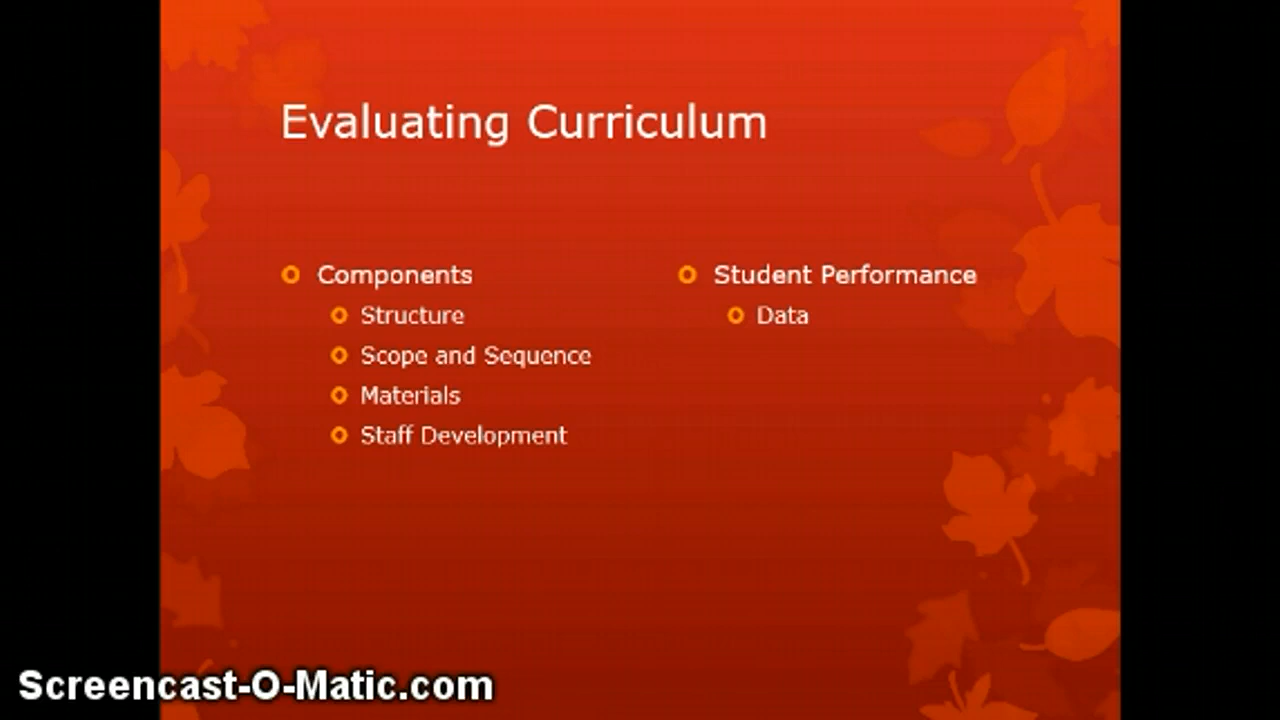 Evaluating Curriculum
Components
Structure
Scope and Sequence
Materials
Staff Development
Student Performance
Data
Screencast-O-Matic.com